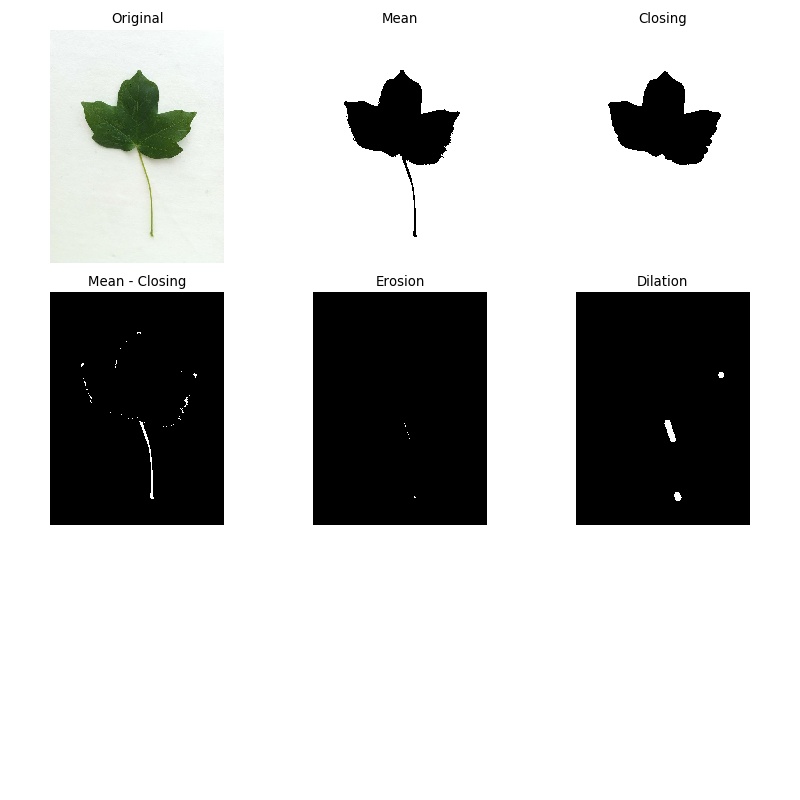 Original
Mean
Closing
Mean - Closing
Erosion
Dilation